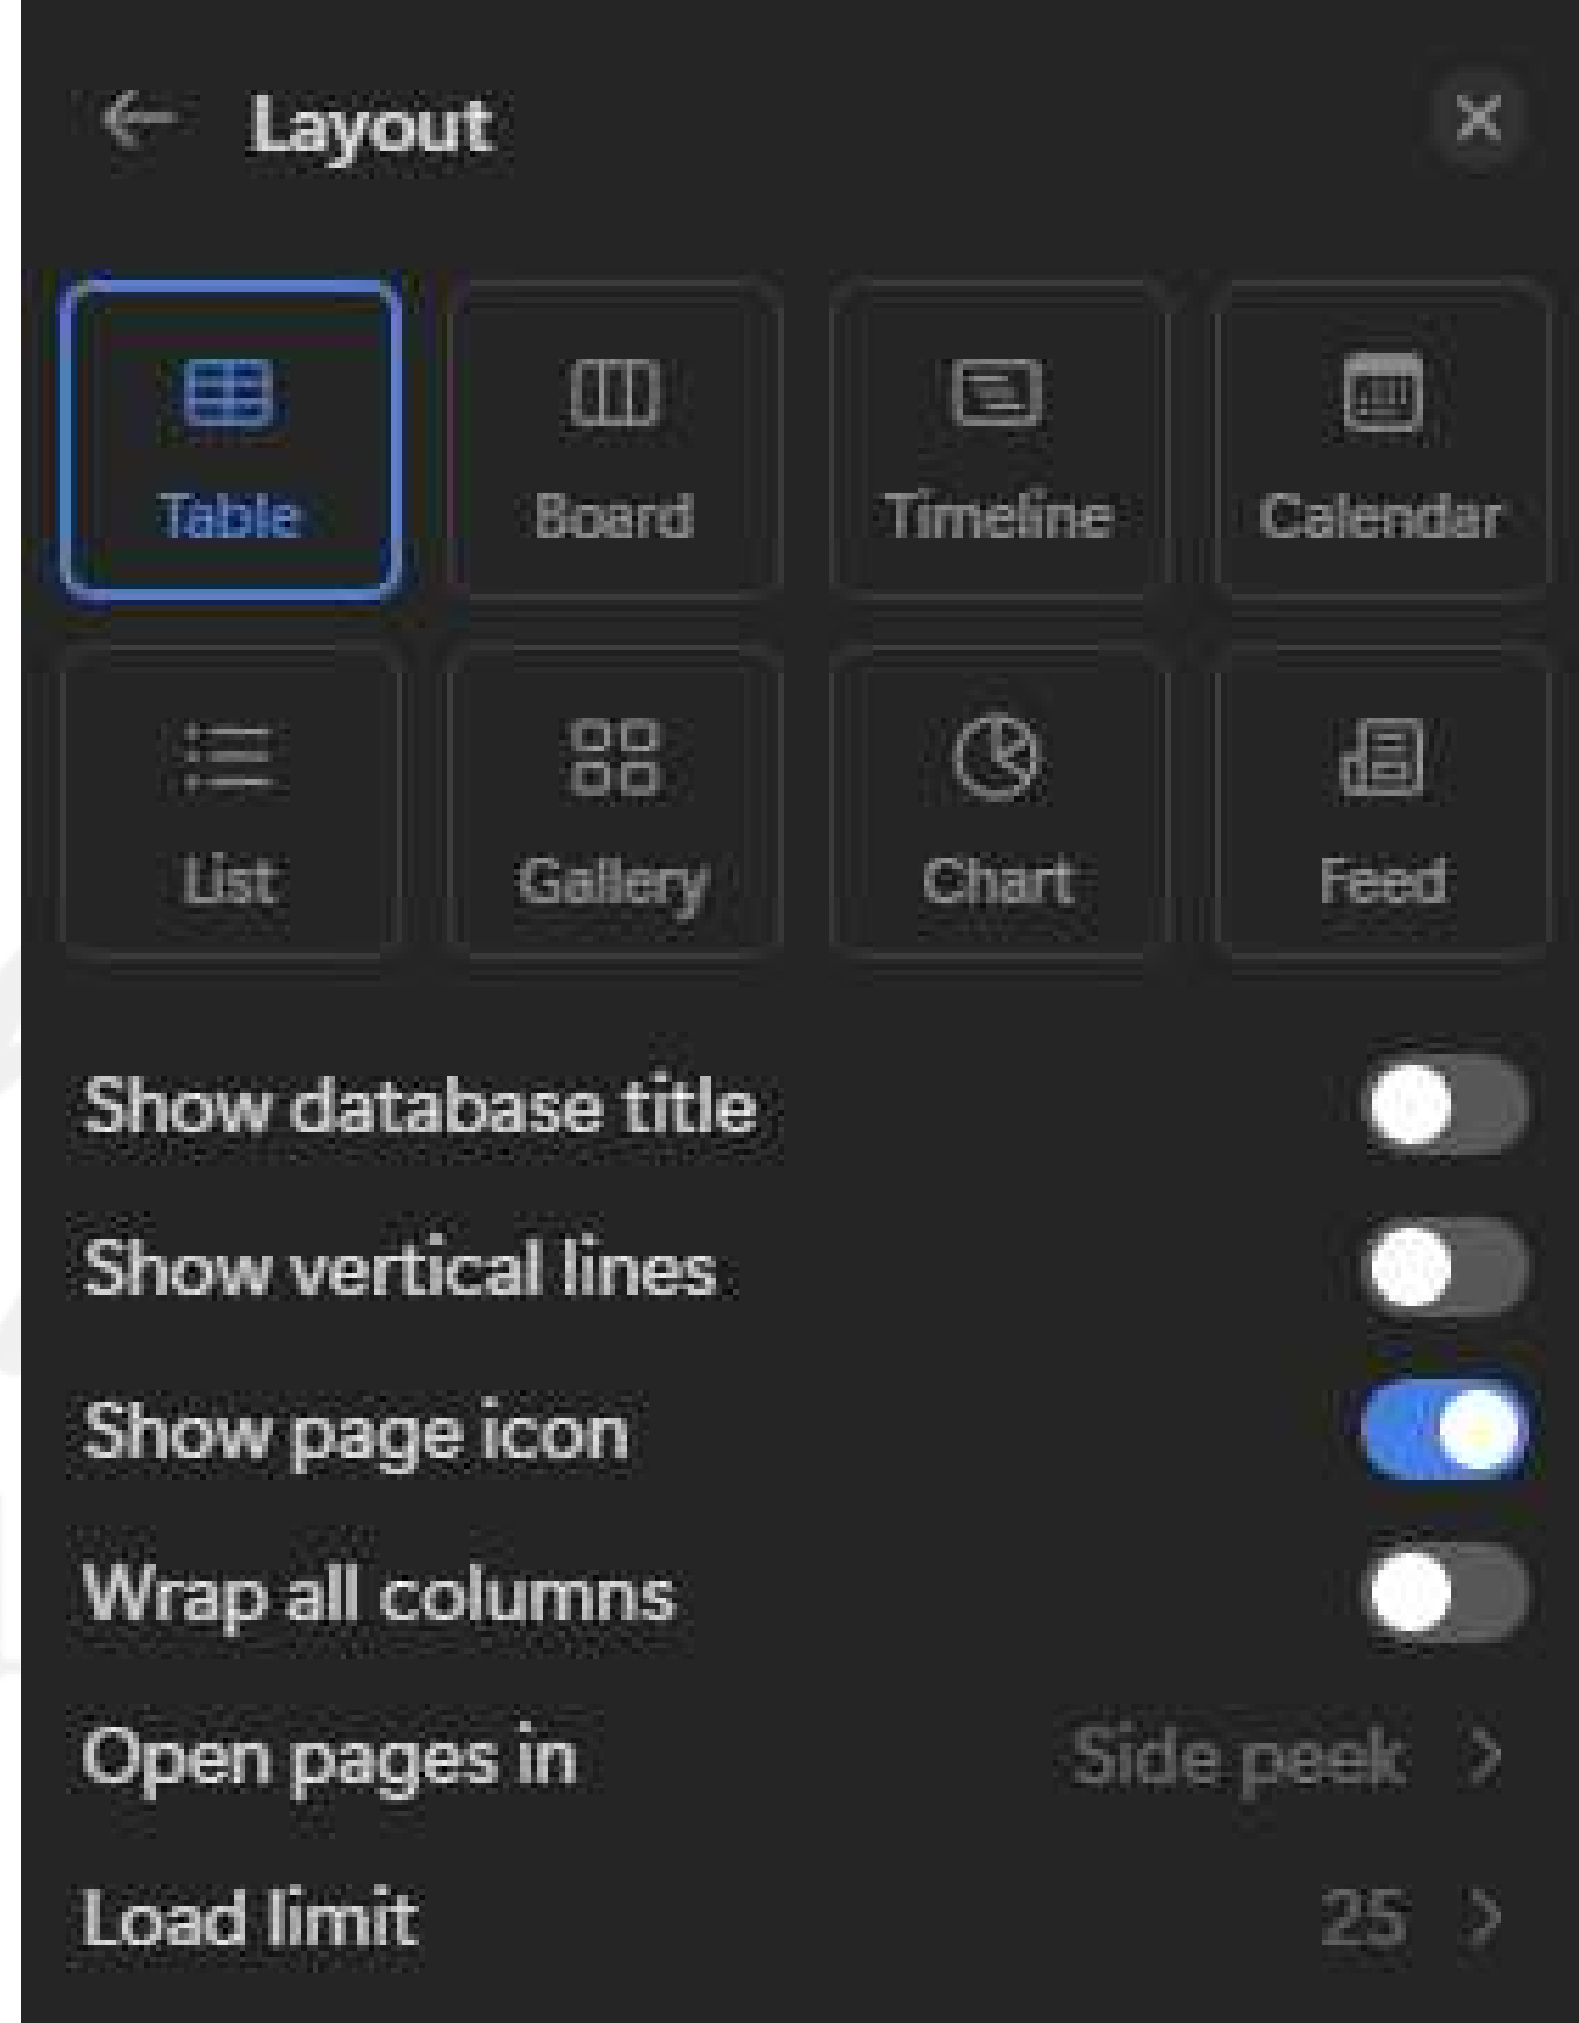 Layout
Table Board Timeline Calendar
List Gallery Chart Feed
Show database title
Show vertical lines
Show page icon
Wrap all columns
Open pages in Side peek
Load limit 25